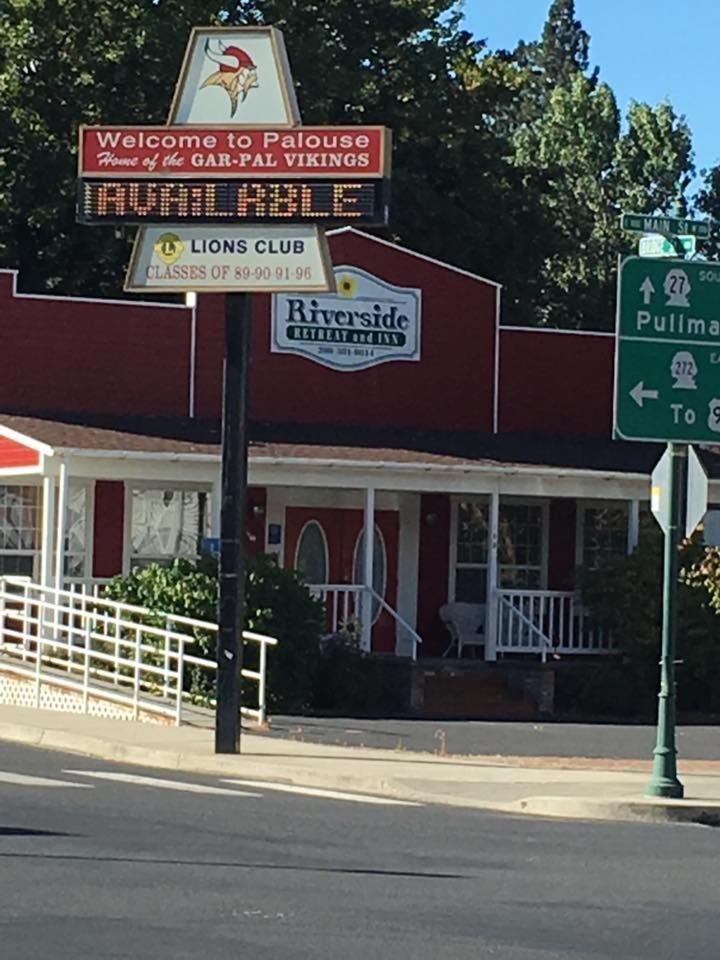 Welcome to Palouse
Home of the GAR-PAL VIKINGS
AVAILABLE
L
LIONS CLUB
CLASSES OF 89-90-91-96
Riverside
RETREAT and INN
MAIN ST
27
Pullma
272
To